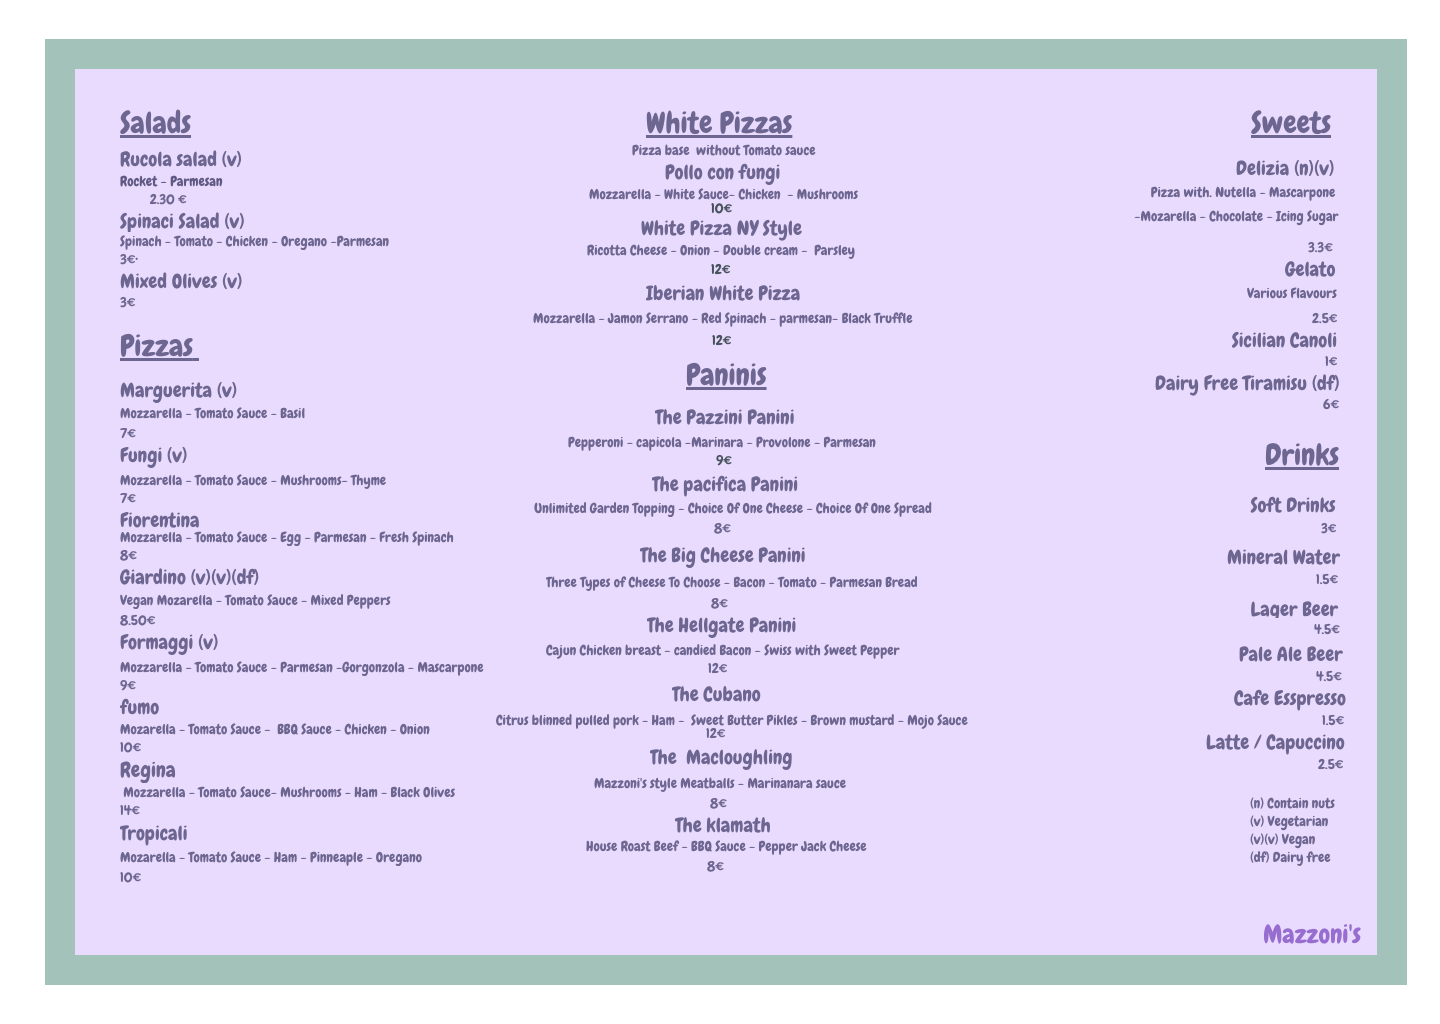 Salads
Rucola salad (v)
Rocket - Parmesan
2.30 €
Spinaci Salad (v)
Spinach - Tomato - Chicken - Oregano -Parmesan
3€·
Mixed Olives (v)
3€
Pizzas
Marguerita (v)
Mozzarella - Tomato Sauce - Basil
7€
Fungi (v)
Mozzarella - Tomato Sauce - Mushrooms- Thyme
7€
Fiorentina
Mozzarella - Tomato Sauce - Egg - Parmesan - Fresh Spinach
8€
Giardino (v)(v)(df)
Vegan Mozarella - Tomato Sauce - Mixed Peppers
8.50€
Formaggi (v)
Mozzarella - Tomato Sauce - Parmesan -Gorgonzola - Mascarpone
9€
fumo
Mozarella - Tomato Sauce - BBQ Sauce - Chicken - Onion
10€
Regina
Mozzarella - Tomato Sauce- Mushrooms - Ham - Black Olives
14€
Tropicali
Mozarella - Tomato Sauce - Ham - Pinneaple - Oregano
10€
White Pizzas
Pizza base without Tomato sauce
Pollo con fungi
Mozzarella - White Sauce- Chicken - Mushrooms
10€
White Pizza NY Style
Ricotta Cheese - Onion - Double cream - Parsley
12€
Iberian White Pizza
Mozzarella - Jamon Serrano - Red Spinach - parmesan- Black Truffle
12€
Paninis
The Pazzini Panini
Pepperoni - capicola -Marinara - Provolone - Parmesan
9€
The pacifica Panini
Unlimited Garden Topping - Choice Of One Cheese - Choice Of One Spread
8€
The Big Cheese Panini
Three Types of Cheese To Choose - Bacon - Tomato - Parmesan Bread
8€
The Hellgate Panini
Cajun Chicken breast - candied Bacon - Swiss with Sweet Pepper
12€
The Cubano
Citrus blinned pulled pork - Ham - Sweet Butter Pikles - Brown mustard - Mojo Sauce
12€
The Macloughling
Mazzoni's style Meatballs - Marinanara sauce
8€
The klamath
House Roast Beef - BBQ Sauce - Pepper Jack Cheese
8€
Sweets
Delizia (n)(v)
Pizza with. Nutella - Mascarpone
-Mozarella - Chocolate - Icing Sugar
3.3€
Gelato
Various Flavours
2.5€
Sicilian Canoli
1€
Dairy Free Tiramisu (df)
6€
Drinks
Soft Drinks
3€
Mineral Water
1.5€
Laqer Beer
4.5€
Pale Ale Beer
4.5€
Cafe Esspresso
1.5€
Latte / Capuccino
2.5€
(n) Contain nuts
(v) Vegetarian
(v)(v) Vegan
(df) Dairy free
Mazzoni's